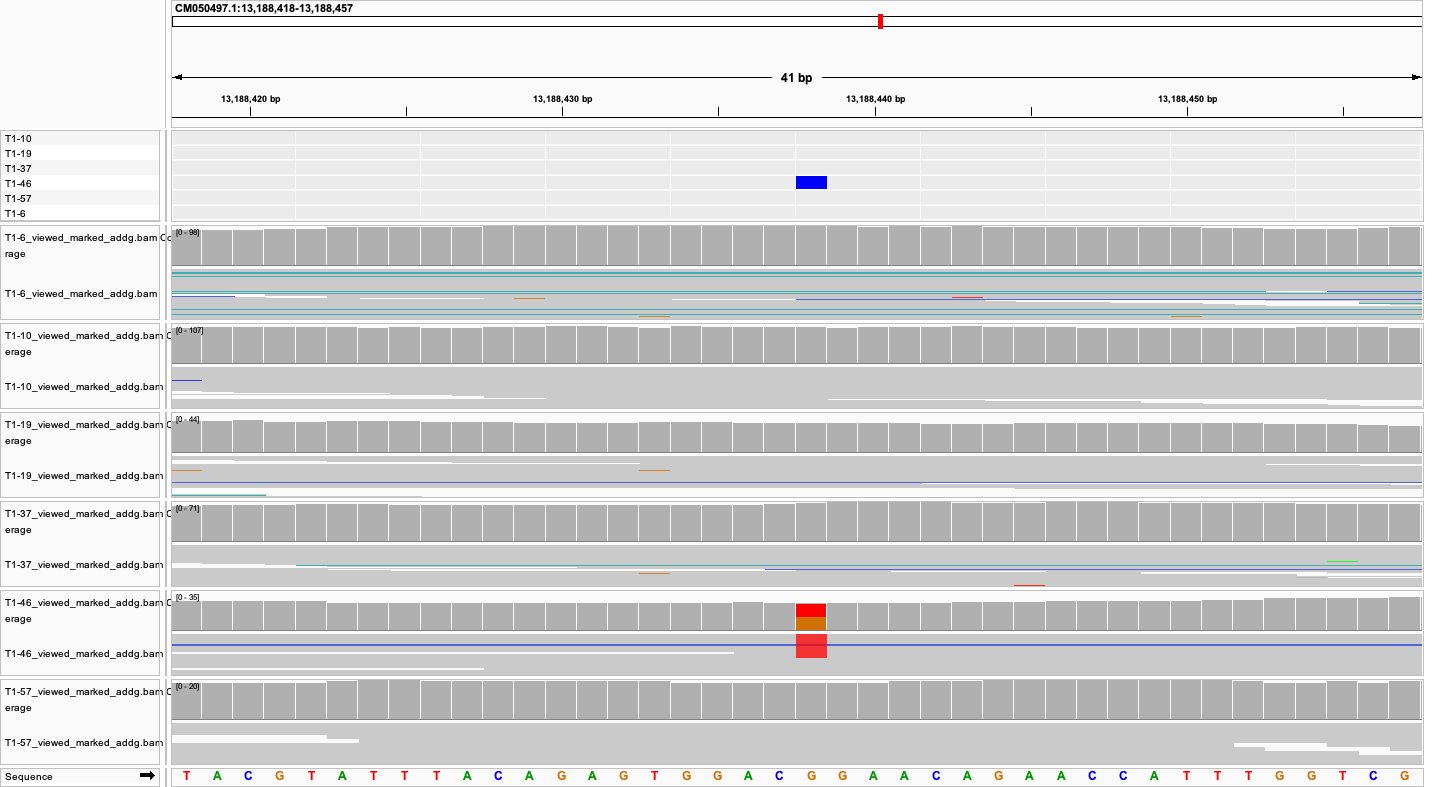 CM050497.1:13,188,418-13,188,457
41 bp
13,188,420 bp 13,188,430 bp 13,188,440 bp 13,188,450 bp
T1-10
T1-19
T1-37
T1-46
T1-57
T1-6
T1-6_viewed_marked_addg.bam Co [0 - 98]
rage
T1-6_viewed_marked_addg.bam
T1-10_viewed_marked_addg.bam C [0 - 107]
erage
T1-10_viewed_marked_addg.bam
T1-19_viewed_marked_addg.bam C [0 - 44]
erage
T1-19_viewed_marked_addg.bam
T1-37_viewed_marked_addg.bam C [0 - 71]
erage
T1-37_viewed_marked_addg.bam
T1-46_viewed_marked_addg.bam C [0 - 35]
erage
T1-46_viewed_marked_addg.bam
T1-57_viewed_marked_addg.bam C [0 - 20]
erage
T1-57_viewed_marked_addg.bam
Sequence T A C G T A T T T A C A G A G T G G A C G G A A C A G A A C C A T T T G G T C G